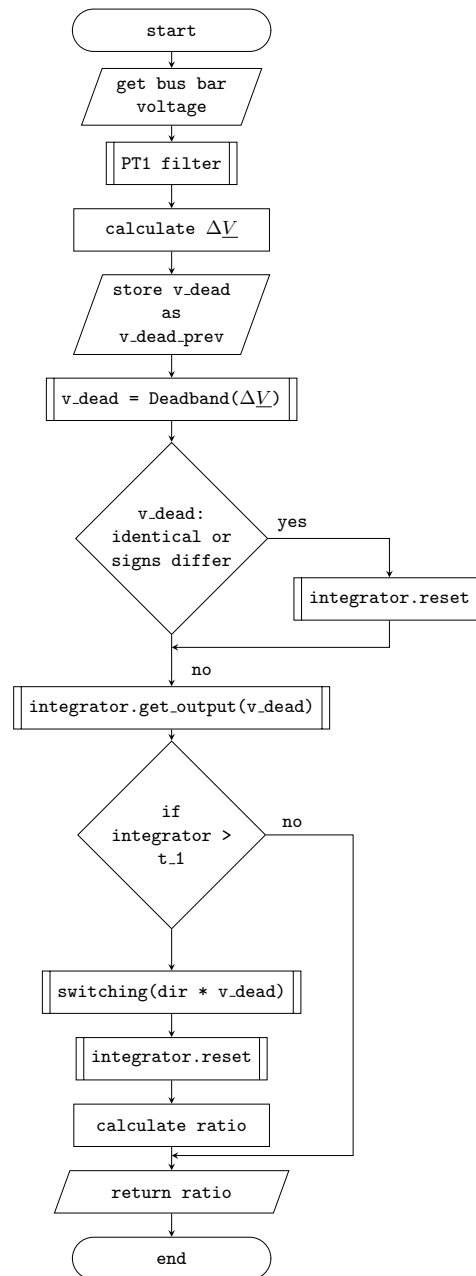 start
get bus bar
voltage
PT1 filter
calculate ΔV
store v_dead
as
v_dead_prev
v_dead = Deadband(ΔV)
v_dead:
identical or
signs differ
yes
integrator.reset
no
integrator.get_output(v_dead)
if
integrator >
t_1
no
switching(dir * v_dead)
integrator.reset
calculate ratio
return ratio
end